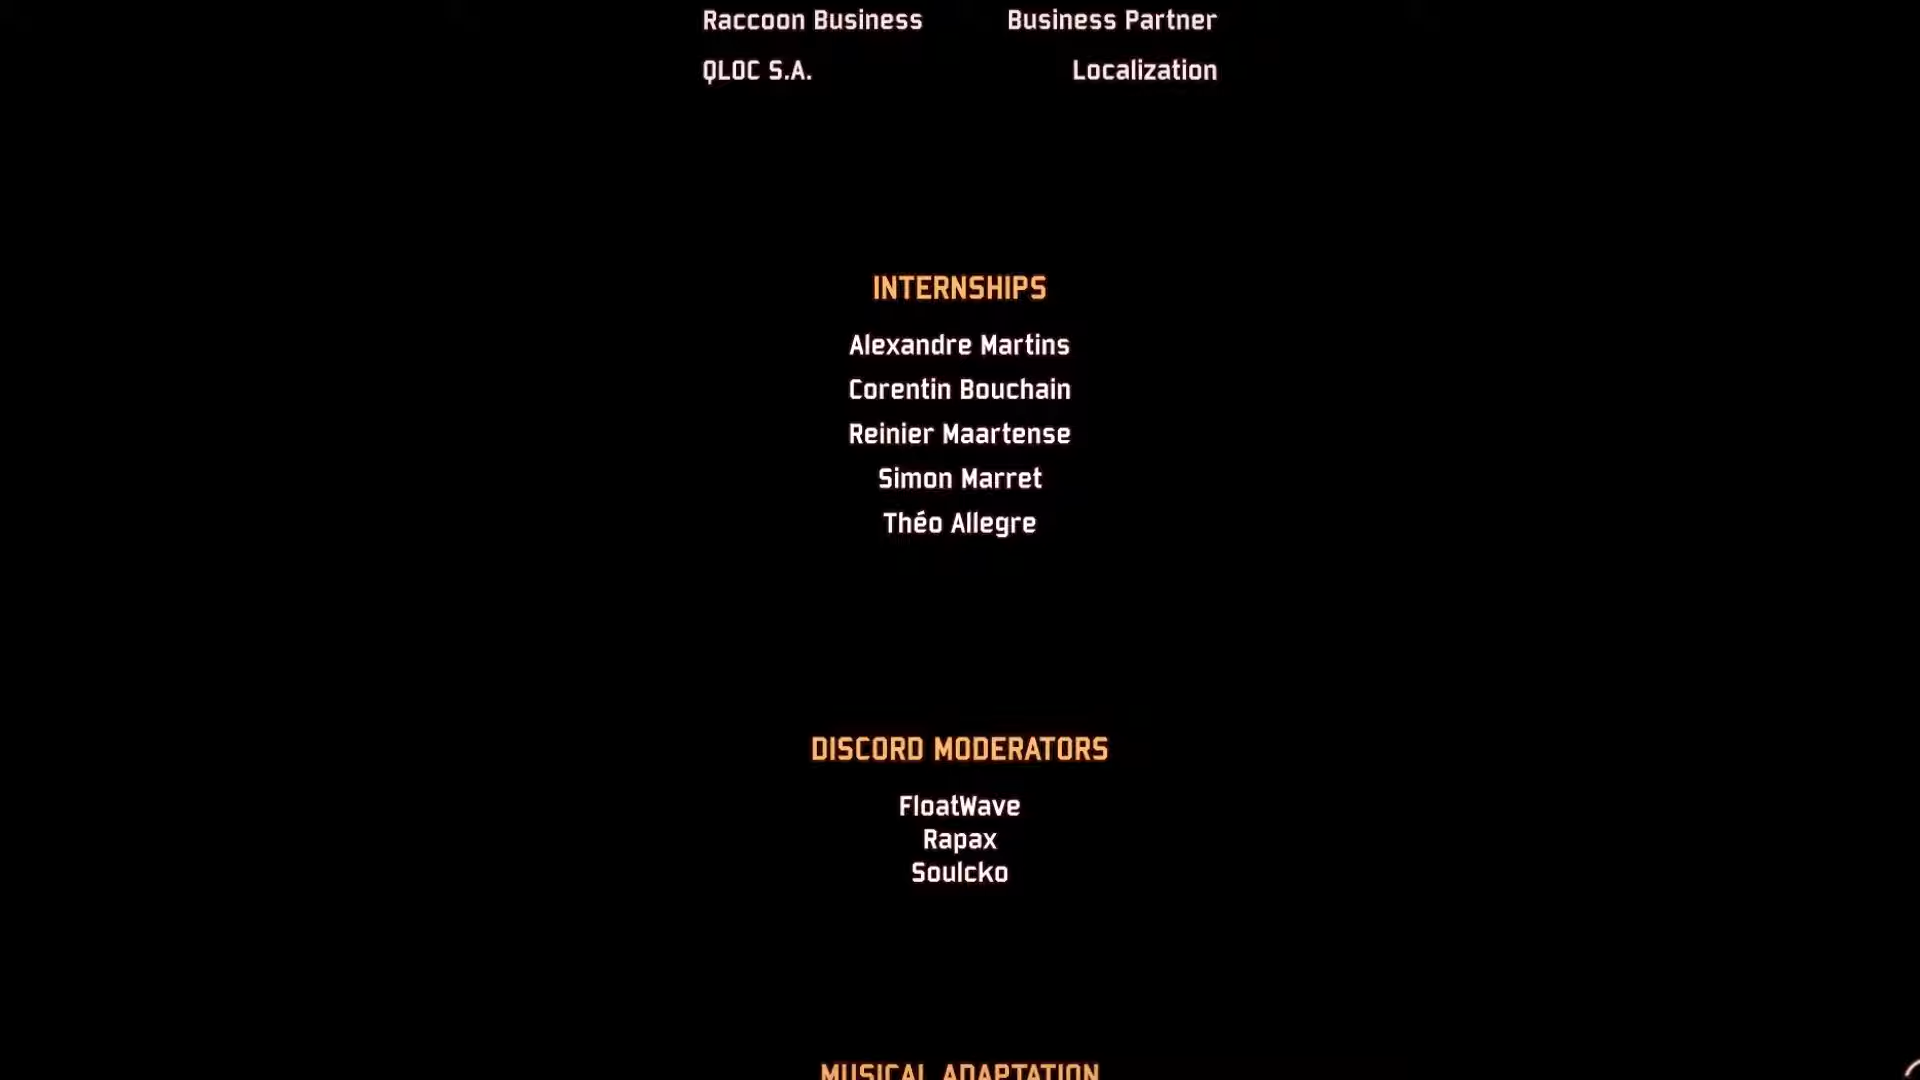 Raccoon Business Business Partner
QLOC S.A. Localization
INTERNSHIPS
Alexandre Martins
Corentin Bouchain
Reinier Maartense
Simon Marret
Théo Allegre
DISCORD MODERATORS
FloatWave
Rapax
Soulcko
MUSICAL ADAPTATION